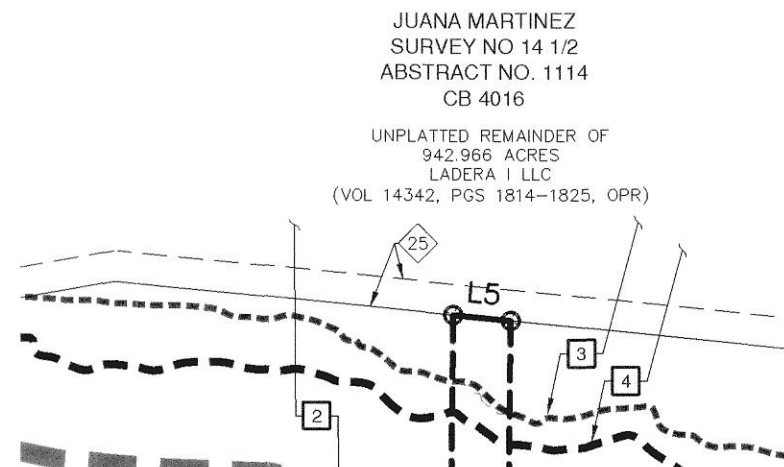 JUANA MARTINEZ
SURVEY NO 14 1/2
ABSTRACT NO. 1114
CB 4016
UNPLATTED REMAINDER OF
942.966 ACRES
LADERA I LLC
(VOL 14342, PGS 1814-1825, OPR)
25
L5
3
4
2